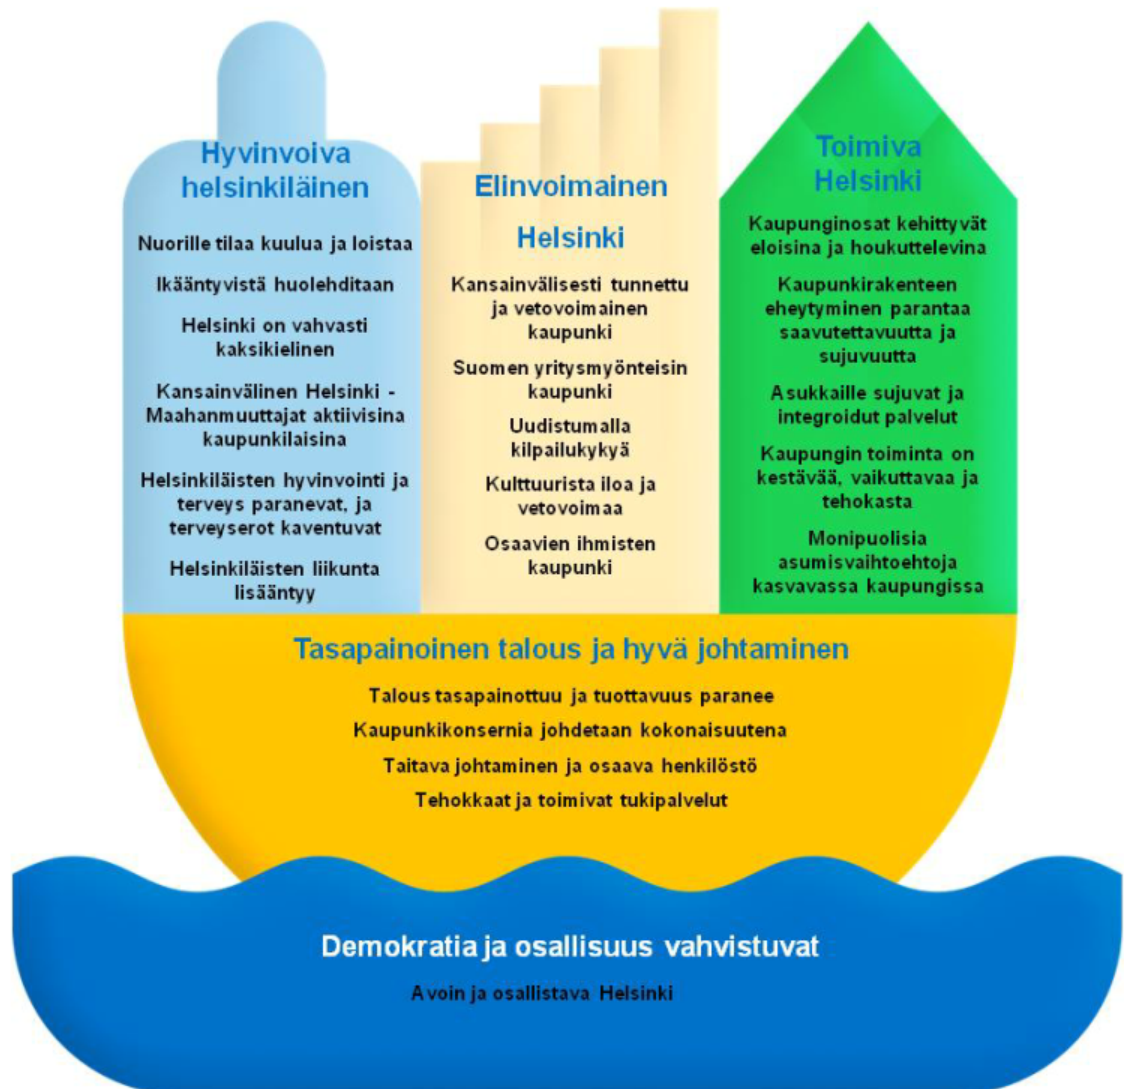 Hyvinvoiva
helsinkiläinen
Nuorille tilaa kuulua ja loistaa
Ikääntyvistä huolehditaan
Helsinki on vahvasti
kaksikielinen
Kansainvälinen Helsinki -
Maahanmuuttajat aktiivisina
kaupunkilaisina
Helsinkiläisten hyvinvointi ja
terveys paranevat, ja
terveyserot kaventuvat
Helsinkiläisten liikunta
lisääntyy
Elinvoimainen
Helsinki
Kansainvälisesti tunnettu
ja vetovoimainen
kaupunki
Suomen yritysmyönteisin
kaupunki
Uudistumalla
kilpailukykyä
Kulttuurista iloa ja
vetovoimaa
Osaavien ihmisten
kaupunki
Toimiva
Helsinki
Kaupunginosat kehittyvät
eloisina ja houkuttelevina
Kaupunkirakenteen
eheytyminen parantaa
saavutettavuutta ja
sujuvuutta
Asukkaille sujuvat ja
integroidut palvelut
Kaupungin toiminta on
kestävää, vaikuttavaa ja
tehokasta
Monipuolisia
asumisvaihtoehtoja
kasvavassa kaupungissa
Tasapainoinen talous ja hyvä johtaminen
Talous tasapainottuu ja tuottavuus paranee
Kaupunkikonsernia johdetaan kokonaisuutena
Taitava johtaminen ja osaava henkilöstö
Tehokkaat ja toimivat tukipalvelut
Demokratia ja osallisuus vahvistuvat
Avoin ja osallistava Helsinki